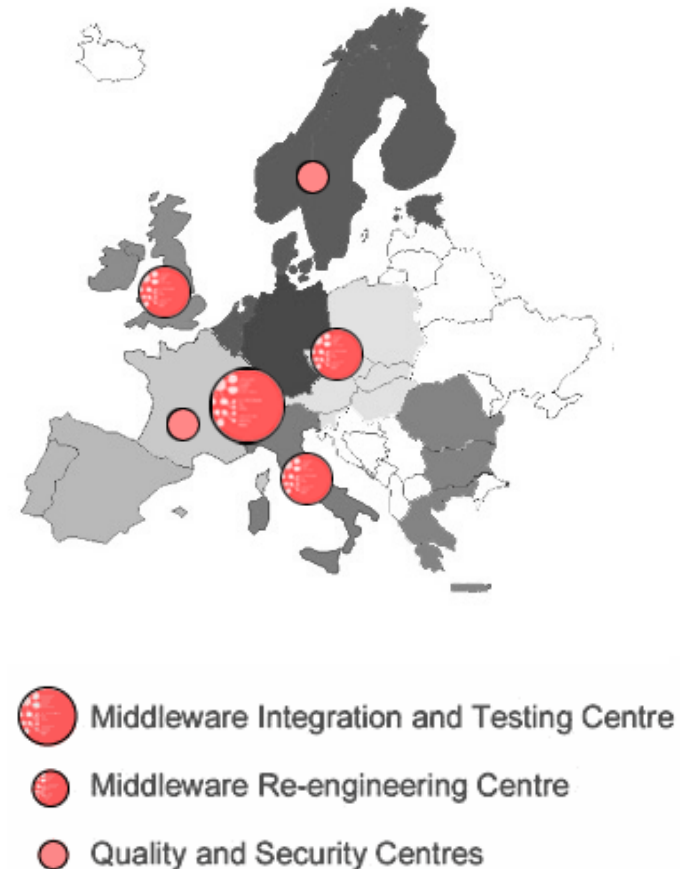 Middleware Integration and Testing Centre
Middleware Re-engineering Centre
Quality and Security Centres